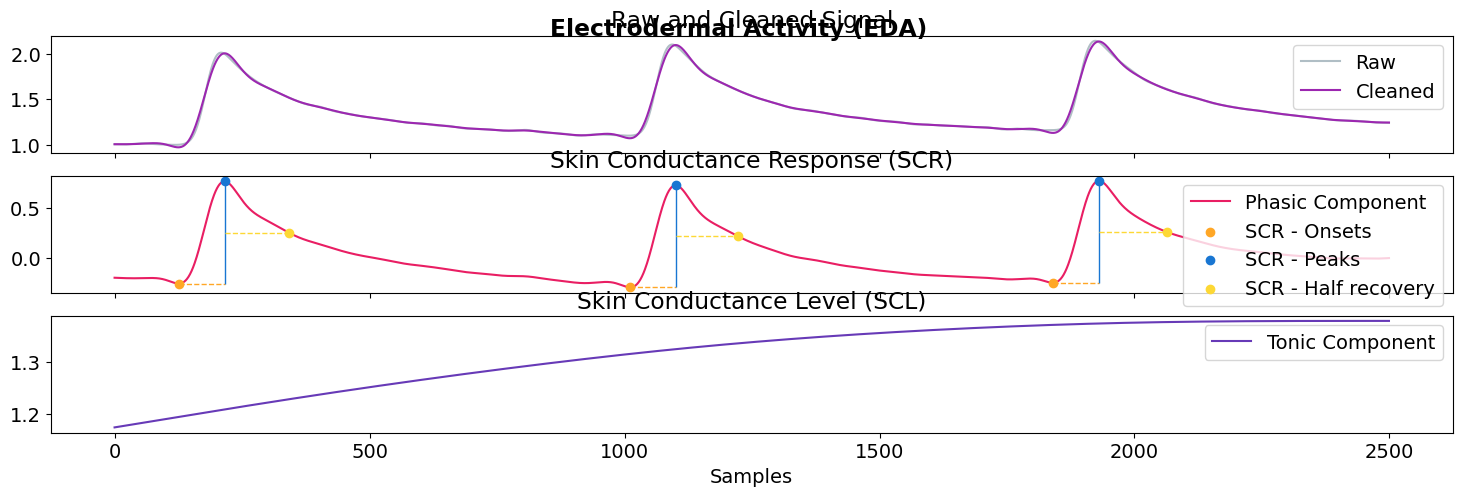 Raw and Cleaned Signal
Electrodermal Activity (EDA)
2.0
1.5
1.0
Raw
Cleaned
Skin Conductance Response (SCR)
0.5
0.0
Phasic Component
SCR - Onsets
SCR - Peaks
SCR - Half recovery
Skin Conductance Level (SCL)
1.3
1.2
Tonic Component
0 500 1000 1500 2000 2500
Samples